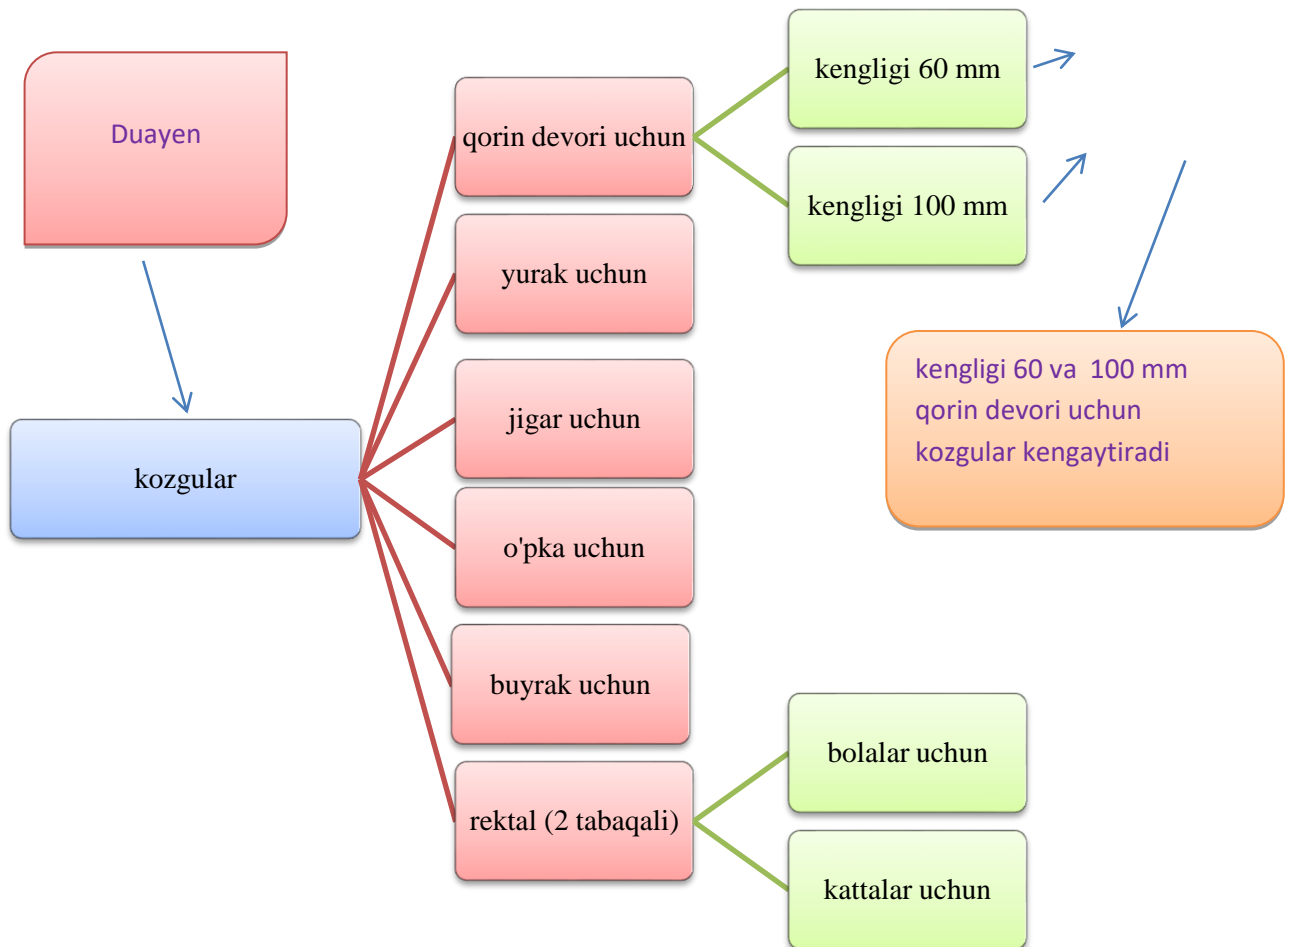 Duayen
kozgular
qorin devori uchun
kengligi 60 mm
kengligi 100 mm
yurak uchun
jigar uchun
o'pka uchun
buyrak uchun
rektal (2 tabaqali)
bolalar uchun
kattalar uchun
kengligi 60 va 100 mm
qorin devori uchun
kozgular kengaytiradi